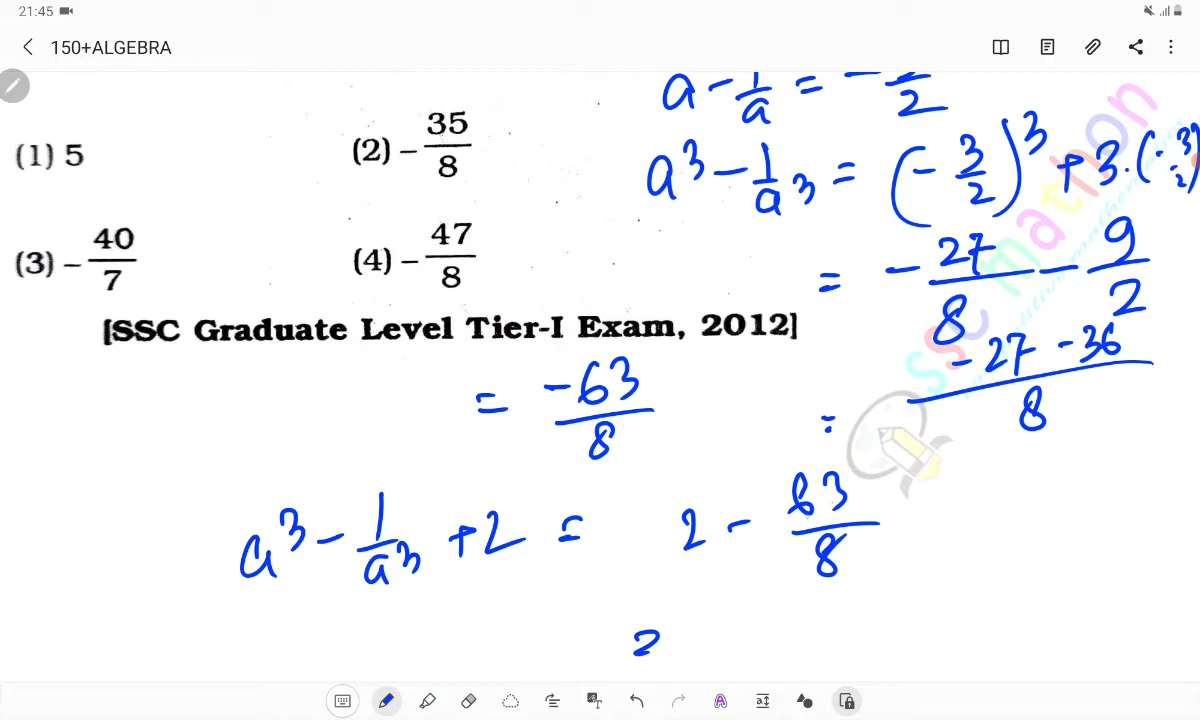 21:45
150+ALGEBRA
a - 1/a = -
2
(1) 5
(2) - 35/8
a³ - 1/a³ = (- 3/2)³ + 3·(- 3/2)
(3) - 40/7
(4) - 47/8
= - 27/8 - 9/2
[SSC Graduate Level Tier-I Exam, 2012]
= -63/8
= - 27 - 36/8
a³ - 1/a³ + 2 = 2 - 63/8
=
SSC mathon